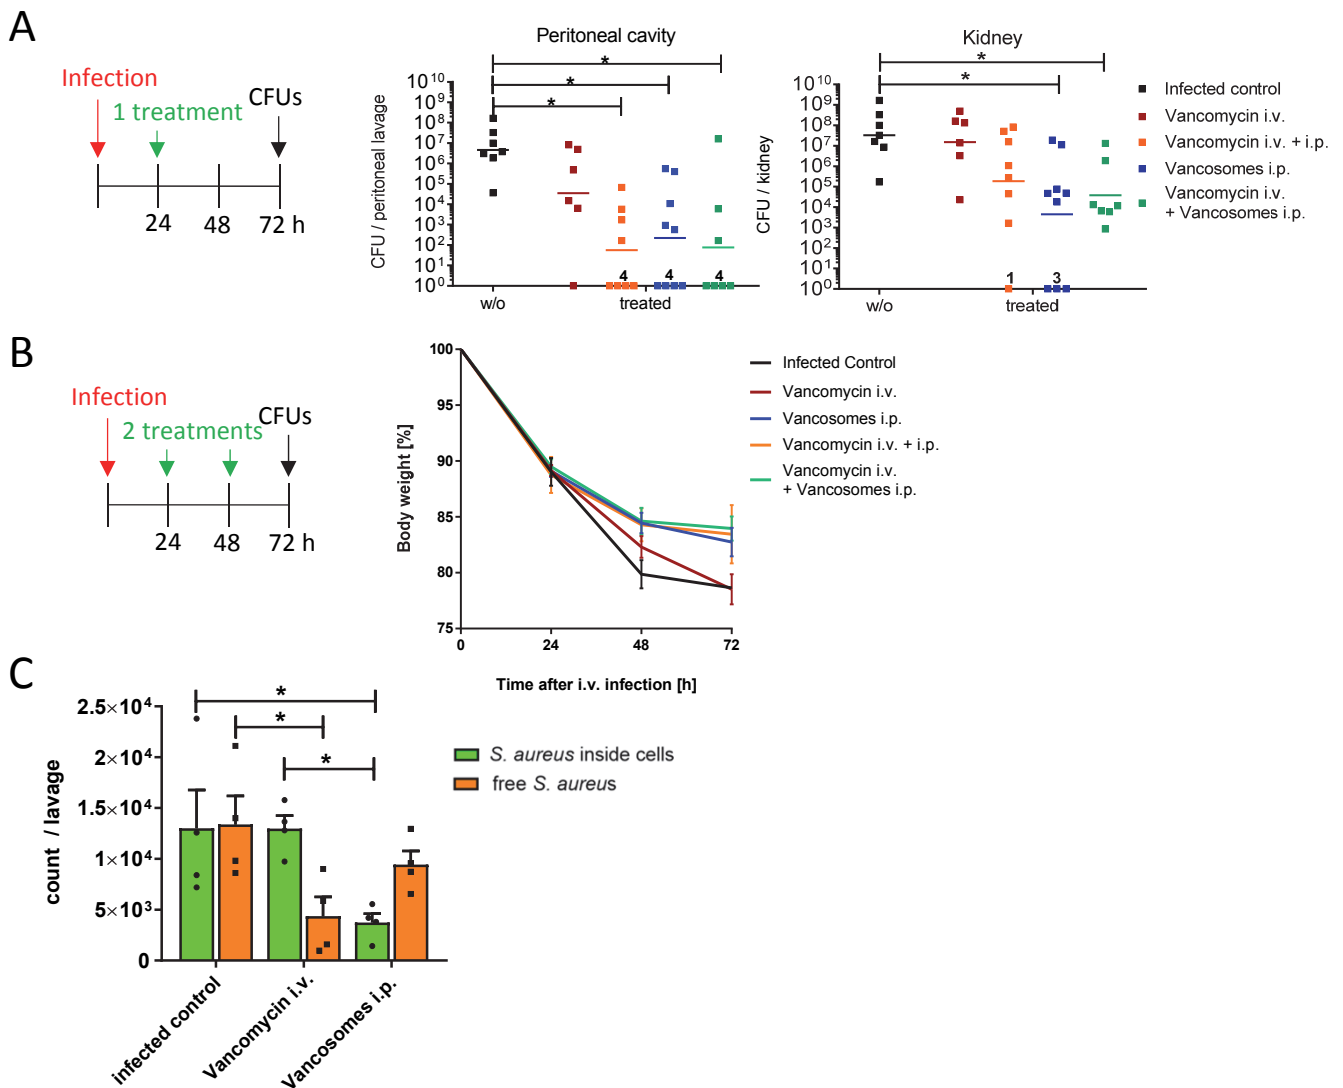 A
Infection
1 treatment
CFUs
24
48
72 h
Peritoneal cavity
*
*
*
CFU / peritoneal lavage
10^10
10^9
10^8
10^7
10^6
10^5
10^4
10^3
10^2
10^1
10^0
4
4
4
w/o
treated
Kidney
*
*
CFU / kidney
10^10
10^9
10^8
10^7
10^6
10^5
10^4
10^3
10^2
10^1
10^0
1
3
w/o
treated
Infected control
Vancomycin i.v.
Vancomycin i.v. + i.p.
Vancosomes i.p.
Vancomycin i.v.
+ Vancosomes i.p.
B
Infection
2 treatments
CFUs
24
48
72 h
Body weight [%]
100
95
90
85
80
75
0
24
48
72
Time after i.v. infection [h]
Infected Control
Vancomycin i.v.
Vancosomes i.p.
Vancomycin i.v. + i.p.
Vancomycin i.v.
+ Vancosomes i.p.
C
count / lavage
2.5×10^4
2×10^4
1.5×10^4
1×10^4
5×10^3
0
*
*
*
infected control
Vancomycin i.v.
Vancosomes i.p.
S. aureus inside cells
free S. aureus